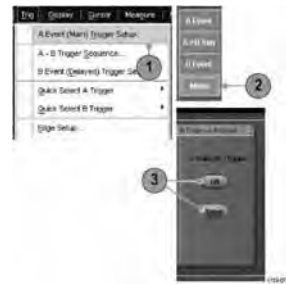 Trig Display Cursor Measure
A Event (Main) Trigger Setup...
A - B Trigger Sequence...
B Event (Delayed) Trigger Se
Quick Select A Trigger
Quick Select B Trigger
Edge Setup...
1
A Event
B Event
Mode
2
3